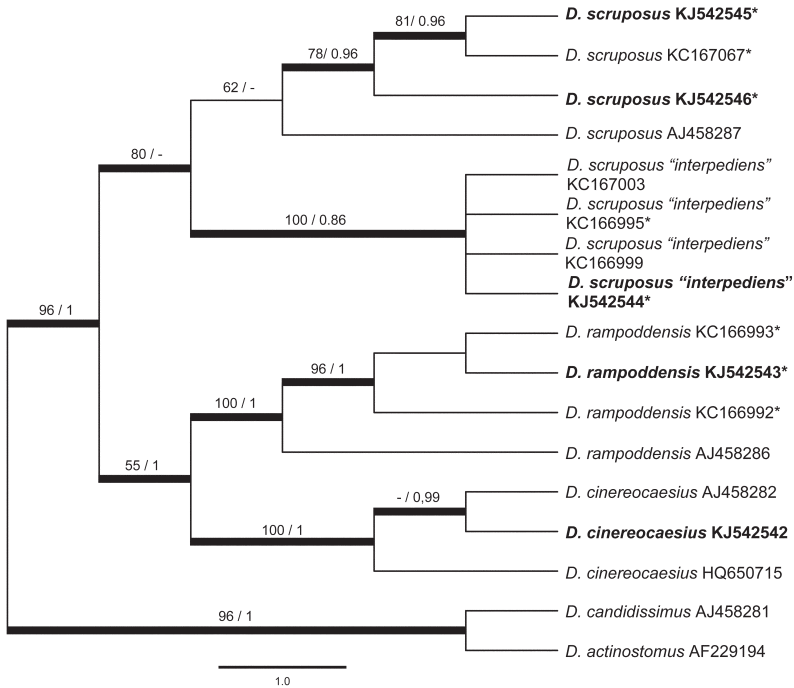 81/ 0.96
D. scruposus KJ542545*
78/ 0.96
D. scruposus KC167067*
62 / -
D. scruposus KJ542546*
D. scruposus AJ458287
80 / -
D. scruposus “interpediens”
KC167003
D. scruposus “interpediens”
KC166995*
100 / 0.86
D. scruposus “interpediens”
KC166999
D. scruposus “interpediens”
KJ542544*
96 / 1
D. rampoddensis KC166993*
96 / 1
D. rampoddensis KJ542543*
100 / 1
D. rampoddensis KC166992*
D. rampoddensis AJ458286
55 / 1
- / 0,99
D. cinereocaesius AJ458282
100 / 1
D. cinereocaesius KJ542542
D. cinereocaesius HQ650715
96 / 1
D. candidissimus AJ458281
D. actinostomus AF229194
1.0